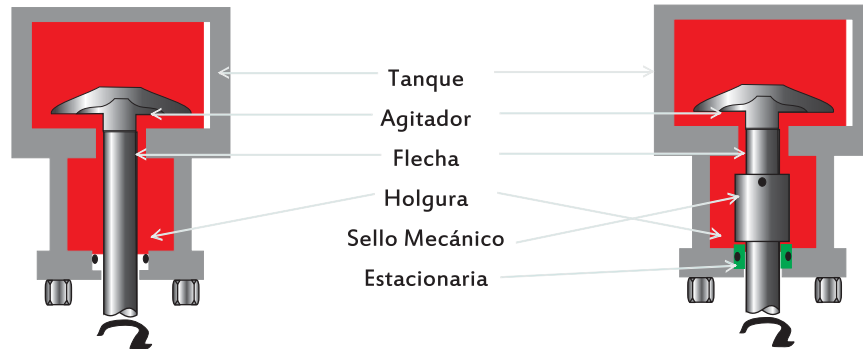 Tanque
Agitador
Flecha
Holgura
Sello Mecánico
Estacionaria